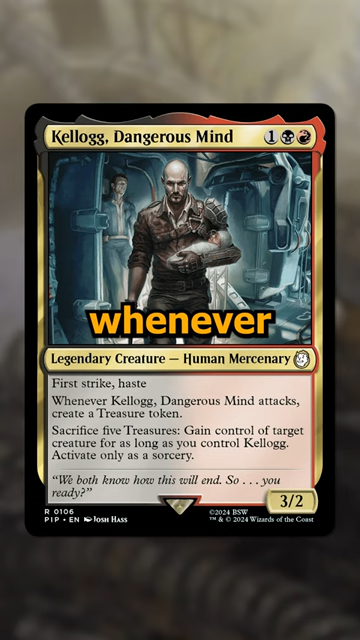 Kellogg, Dangerous Mind 1
whenever
Legendary Creature — Human Mercenary
First strike, haste
Whenever Kellogg, Dangerous Mind attacks,
create a Treasure token.
Sacrifice five Treasures: Gain control of target
creature for as long as you control Kellogg.
Activate only as a sorcery.
“We both know how this will end. So . . . you
ready?”
3/2
R 0106
PIP • EN Josh Hass
©2024 BSW
™ & © 2024 Wizards of the Coast